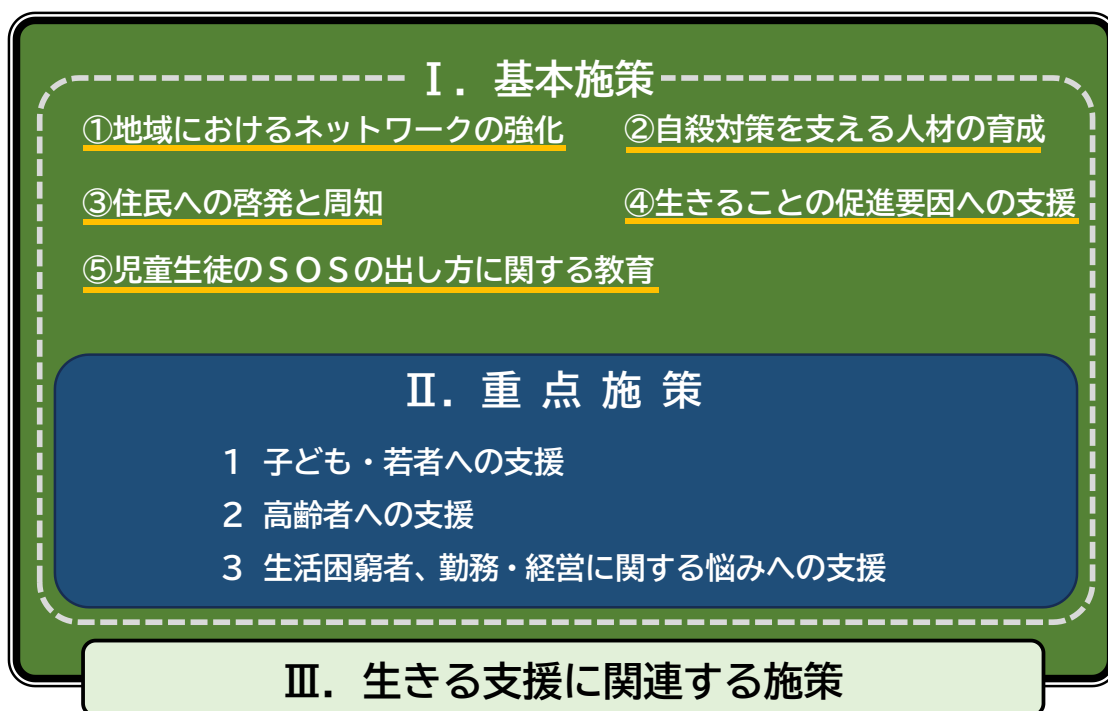 Ⅰ．基本施策
①地域におけるネットワークの強化
②自殺対策を支える人材の育成
③住民への啓発と周知
④生きることの促進要因への支援
⑤児童生徒のＳＯＳの出し方に関する教育
Ⅱ．重 点 施 策
１ 子ども・若者への支援
２ 高齢者への支援
３ 生活困窮者、勤務・経営に関する悩みへの支援
Ⅲ．生きる支援に関連する施策